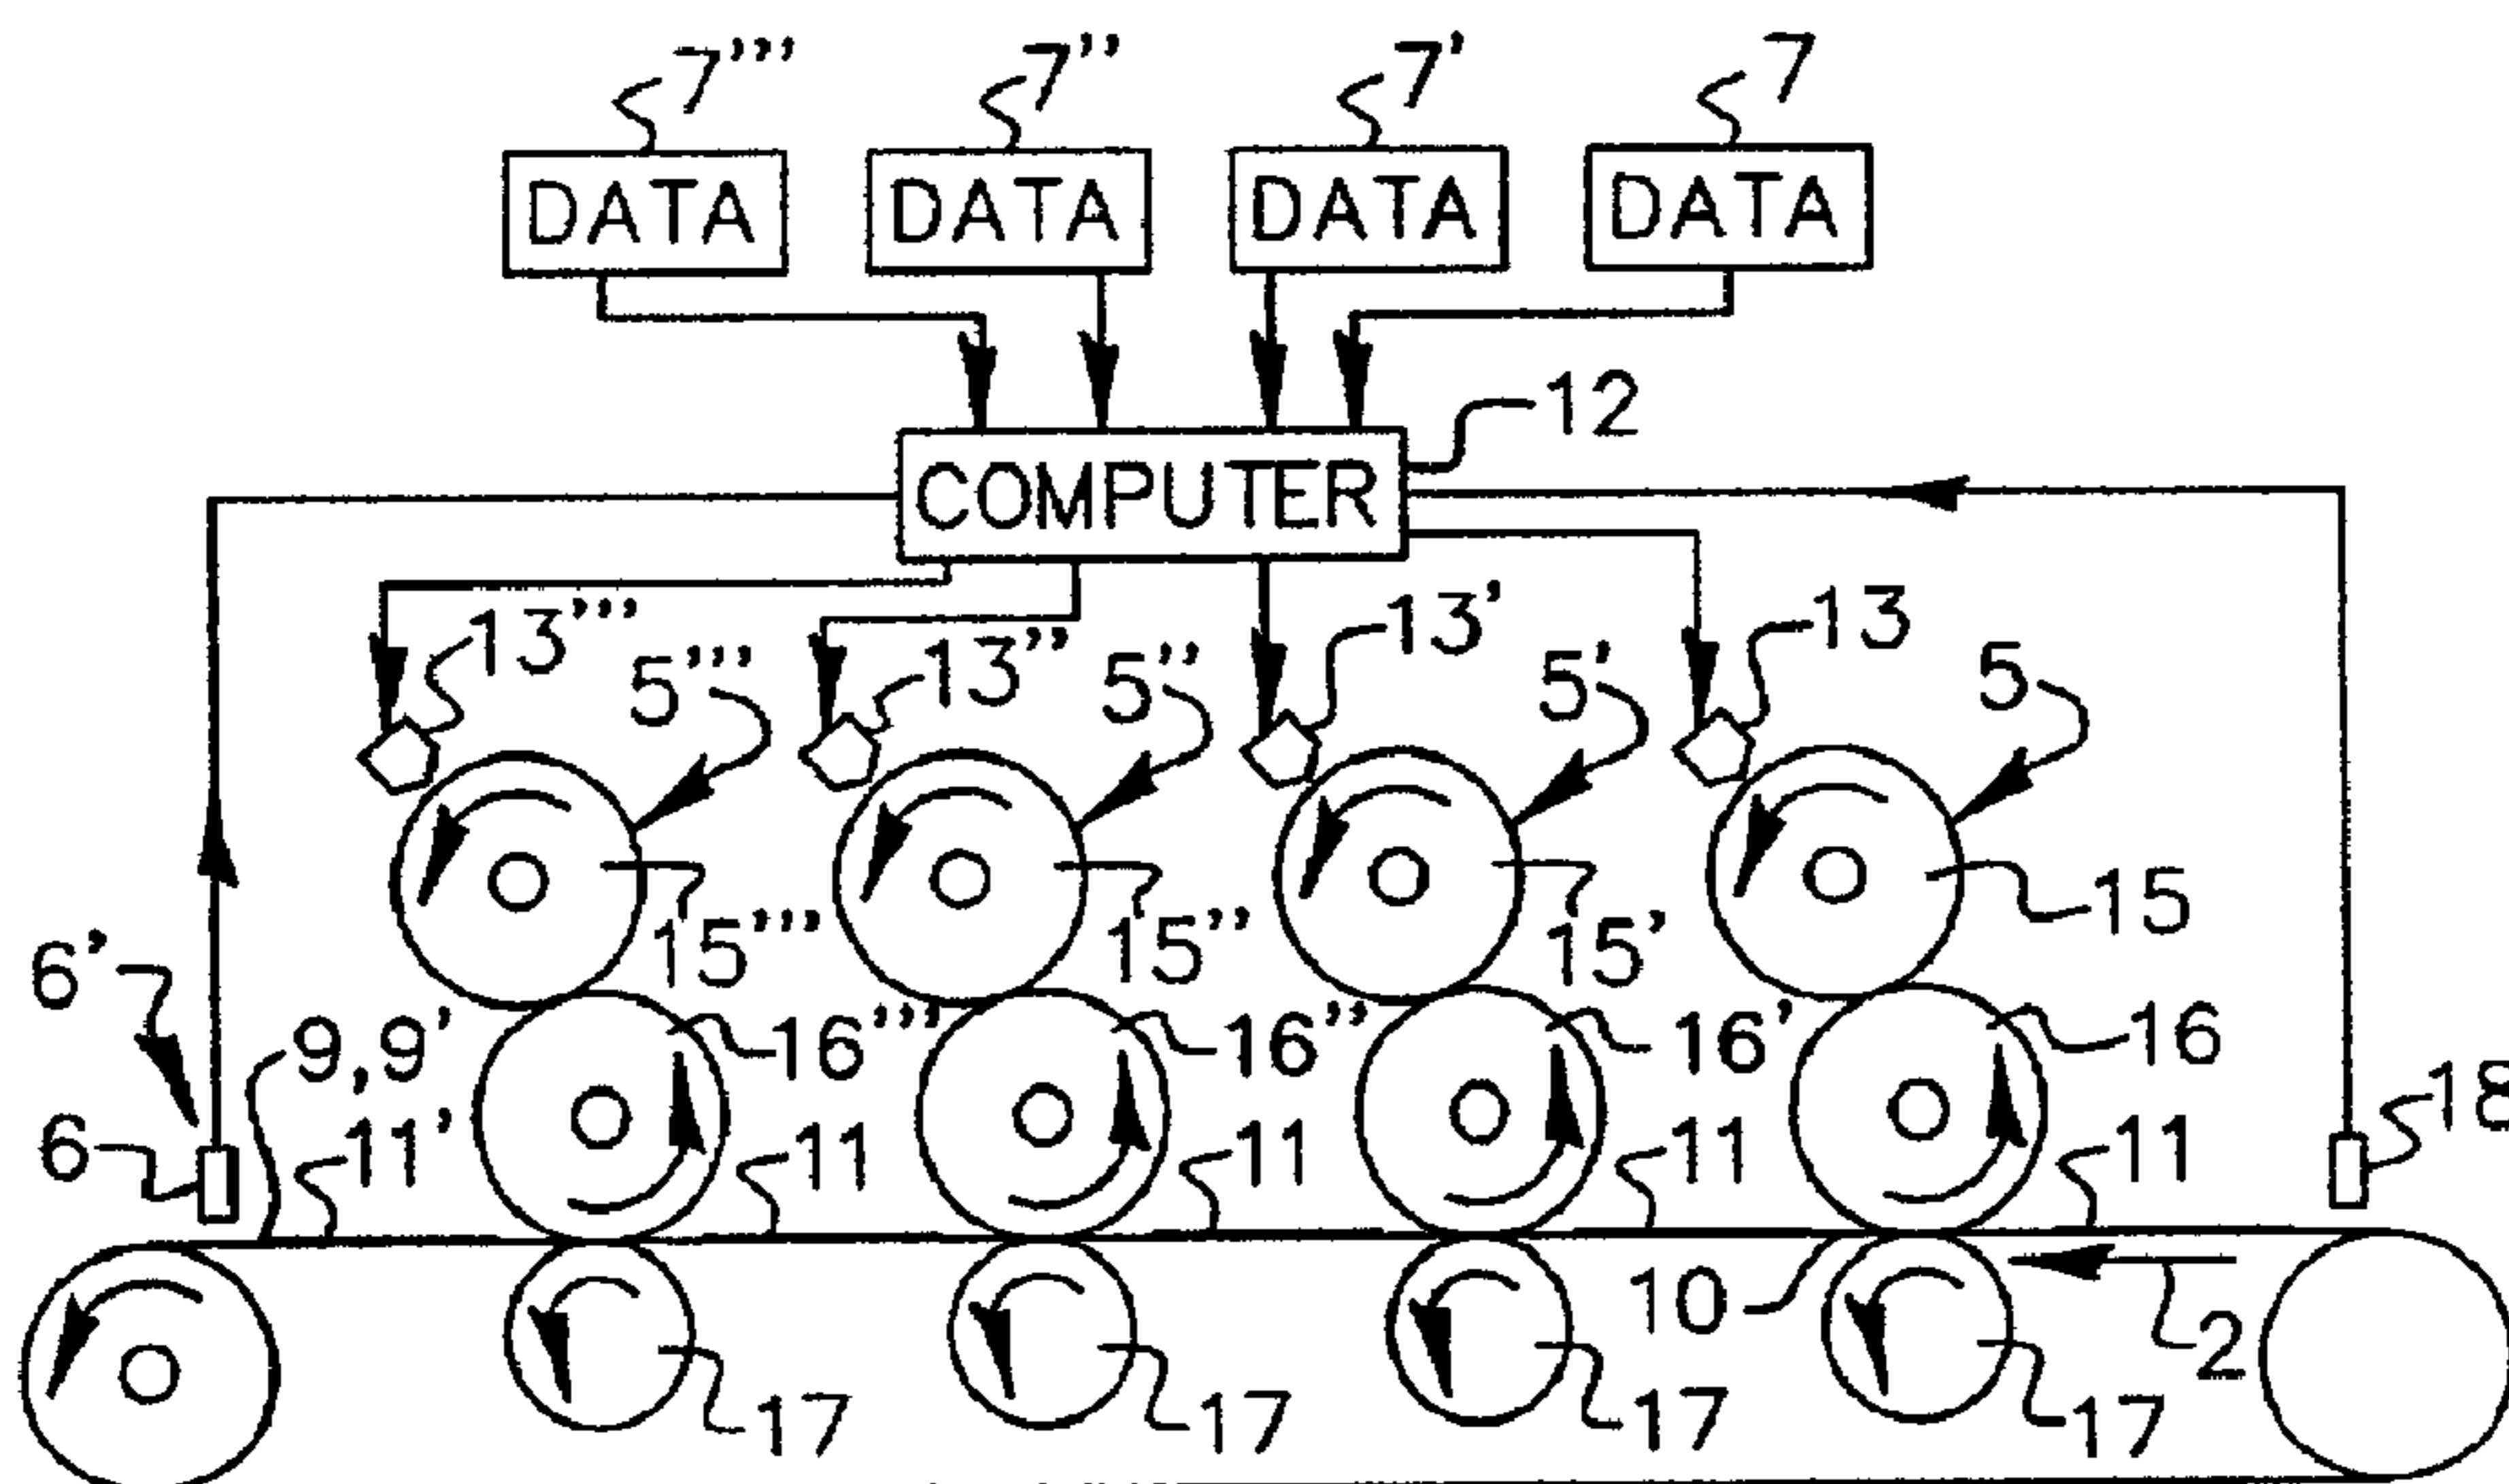 7''' 7'' 7' 7
DATA DATA DATA DATA
12
COMPUTER
13''' 13'' 13' 13
5''' 5'' 5' 5
15''' 15'' 15' 15
6'
9,9' 16''' 16'' 16' 16
18
6 11' 11 11 11 11
10 2
17 17 17 17